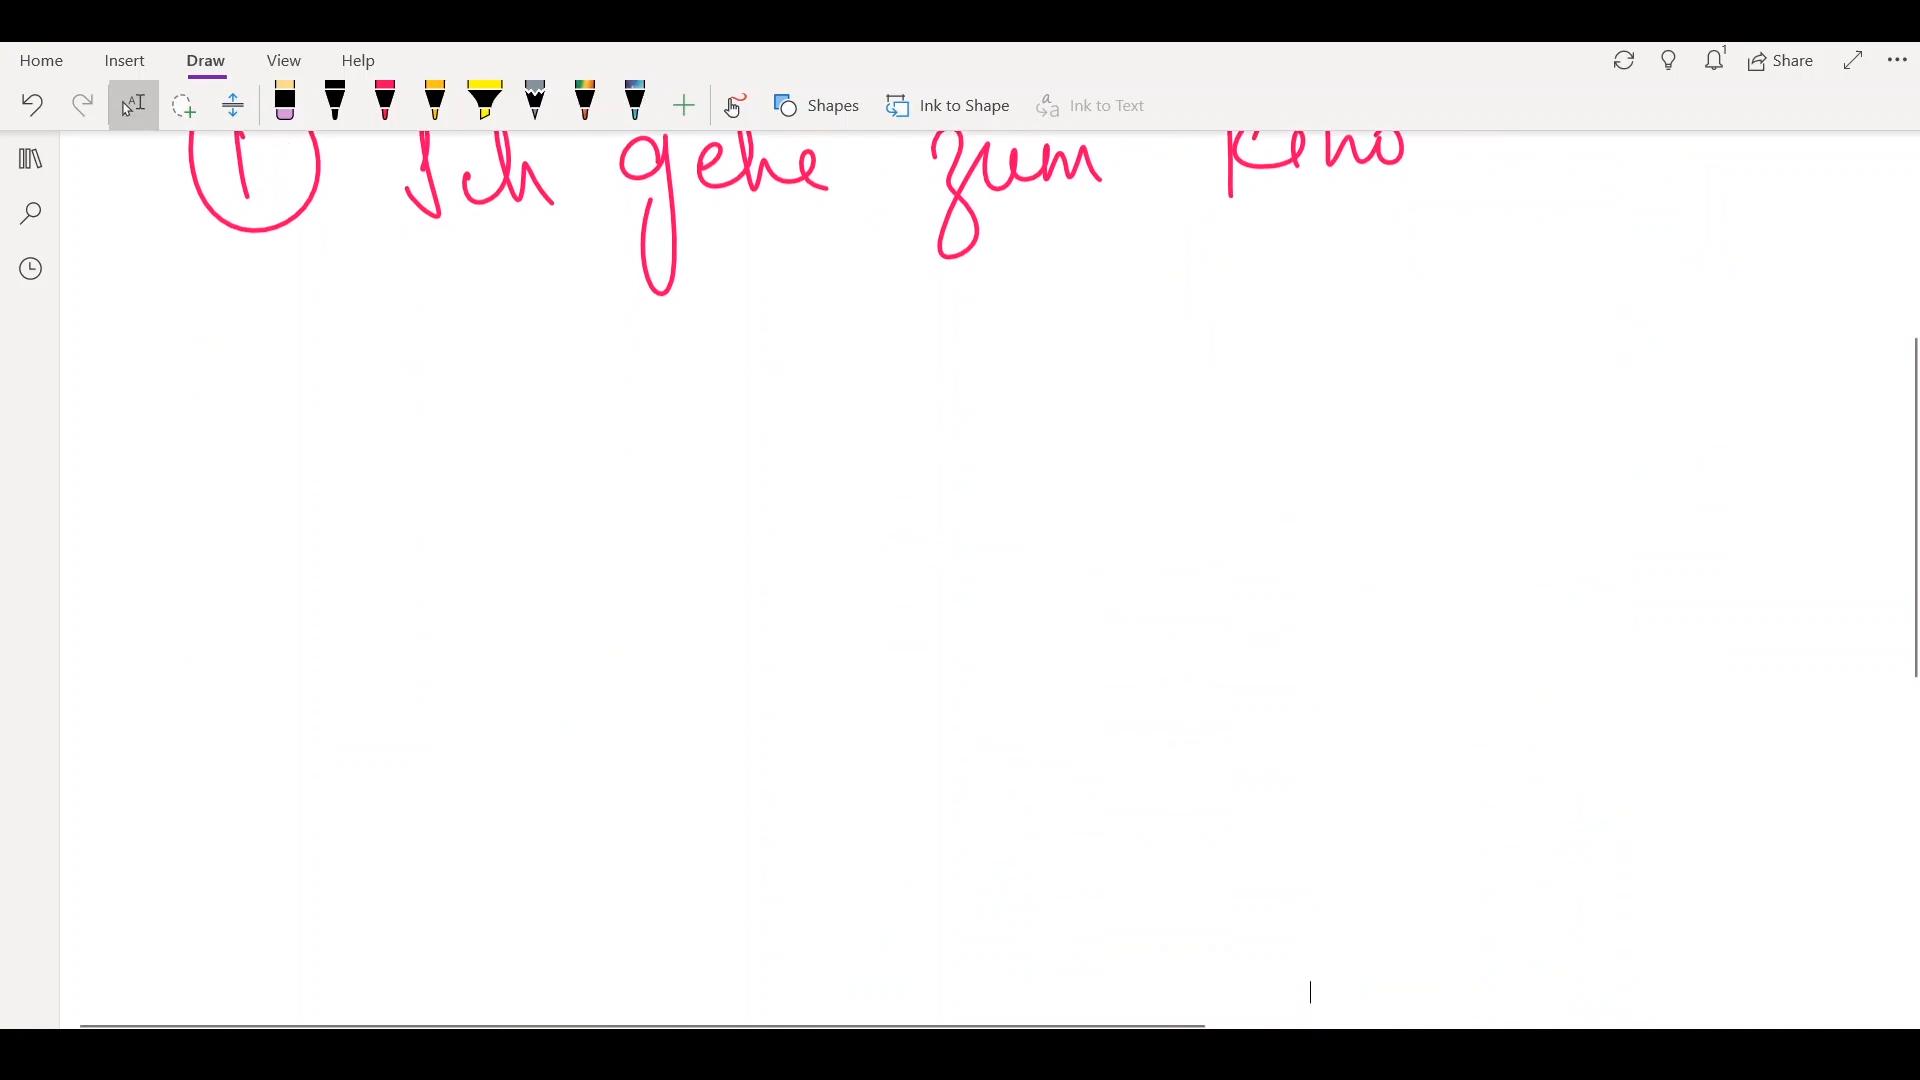 Home Insert Draw View Help Share
Shapes Ink to Shape Ink to Text
① Ich gehe zum Kino